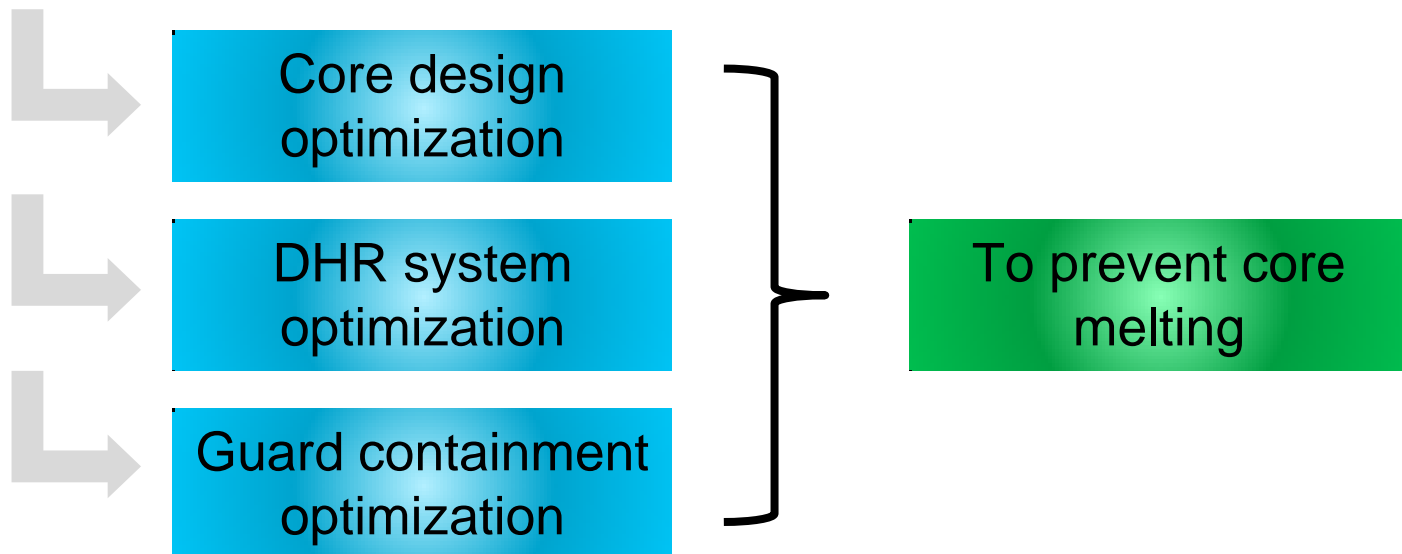 Core design
optimization
DHR system
optimization
To prevent core
melting
Guard containment
optimization